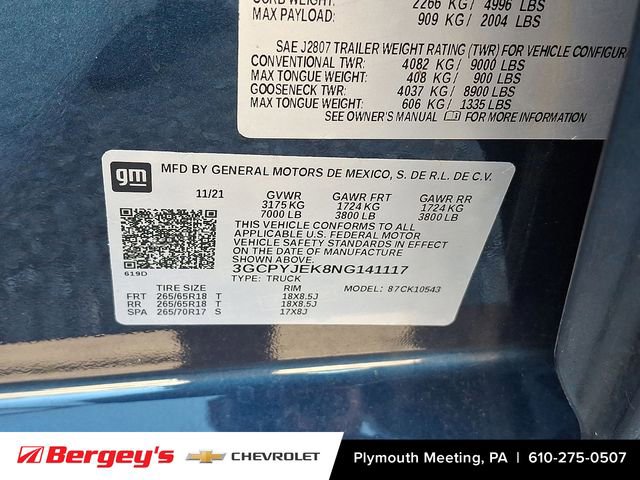 CURB WEIGHT: 2266 KG / 4996 LBS
MAX PAYLOAD: 909 KG / 2004 LBS
SAE J2807 TRAILER WEIGHT RATING (TWR) FOR VEHICLE CONFIGURA
CONVENTIONAL TWR: 4082 KG / 9000 LBS
MAX TONGUE WEIGHT: 408 KG / 900 LBS
GOOSENECK TWR: 4037 KG / 8900 LBS
MAX TONGUE WEIGHT: 606 KG / 1335 LBS
SEE OWNER'S MANUAL FOR MORE INFORMATION
gm
MFD BY GENERAL MOTORS DE MEXICO, S. DE R.L. DE C.V.
11/21 GVWR GAWR FRT GAWR RR
3175 KG 1724 KG 1724 KG
7000 LB 3800 LB 3800 LB
THIS VEHICLE CONFORMS TO ALL
APPLICABLE U.S. FEDERAL MOTOR
VEHICLE SAFETY STANDARDS IN EFFECT
ON THE DATE OF MANUFACTURE
SHOWN ABOVE.
3GCPYJEK8NG141117
619D
TYPE: TRUCK MODEL: 87CK10543
TIRE SIZE RIM
FRT 265/65R18 T 18X8.5J
RR 265/65R18 T 18X8.5J
SPA 265/70R17 S 17X8J
Bergey's CHEVROLET Plymouth Meeting, PA | 610-275-0507